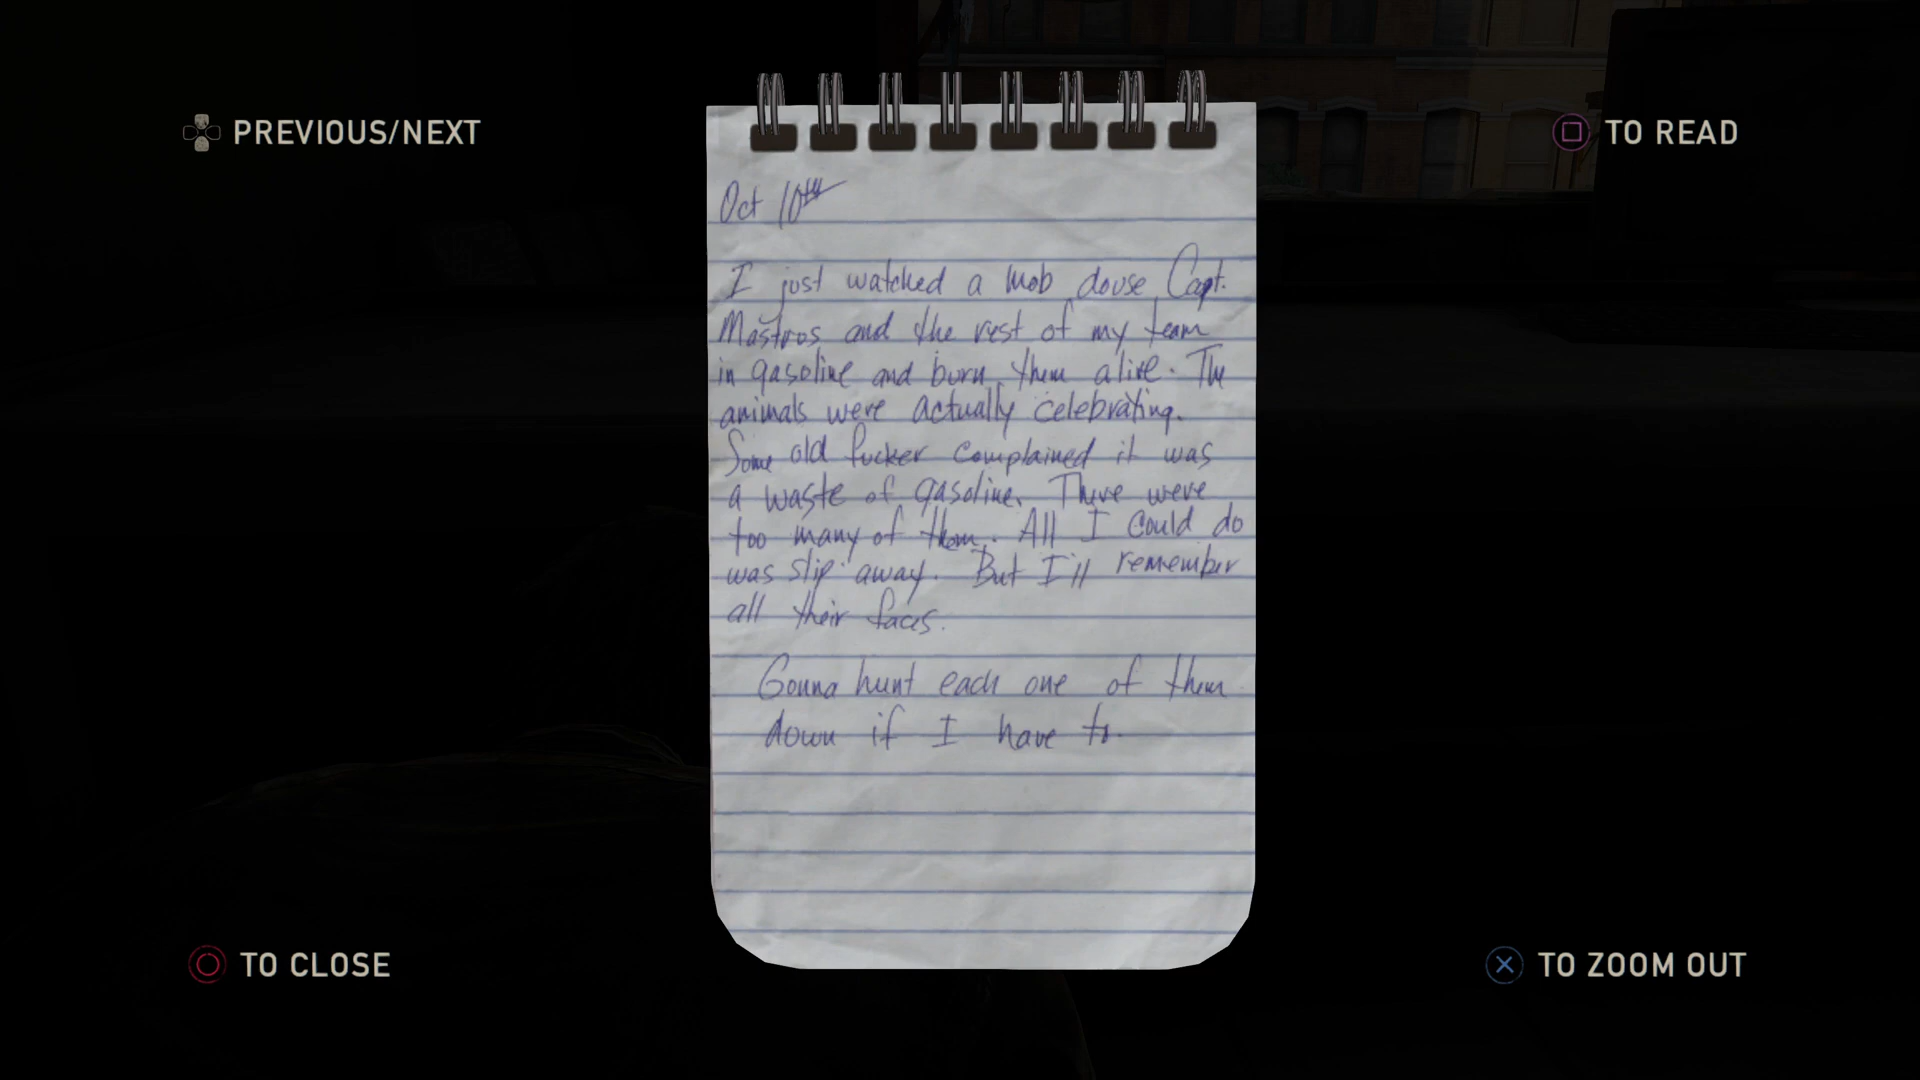 PREVIOUS/NEXT
TO READ
Oct 10th
I just watched a mob douse Capt.
Mastros and the rest of my team
in gasoline and burn them alive. The
animals were actually celebrating.
Some old fucker complained it was
a waste of gasoline. There were
too many of them. All I could do
was slip away. But I'll remember
all their faces.
Gonna hunt each one of them
down if I have to.
TO CLOSE
TO ZOOM OUT